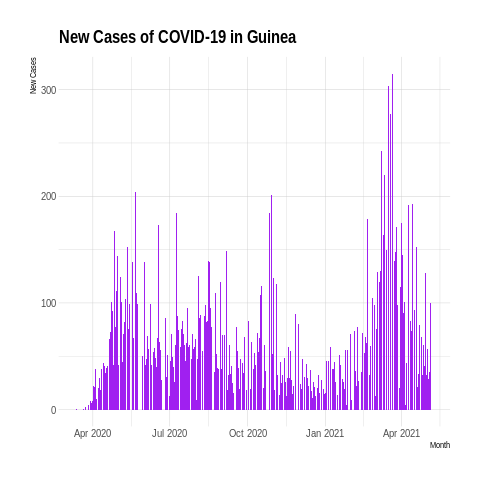 New Cases of COVID-19 in Guinea
New Cases
300
200
100
0
Apr 2020 Jul 2020 Oct 2020 Jan 2021 Apr 2021
Month